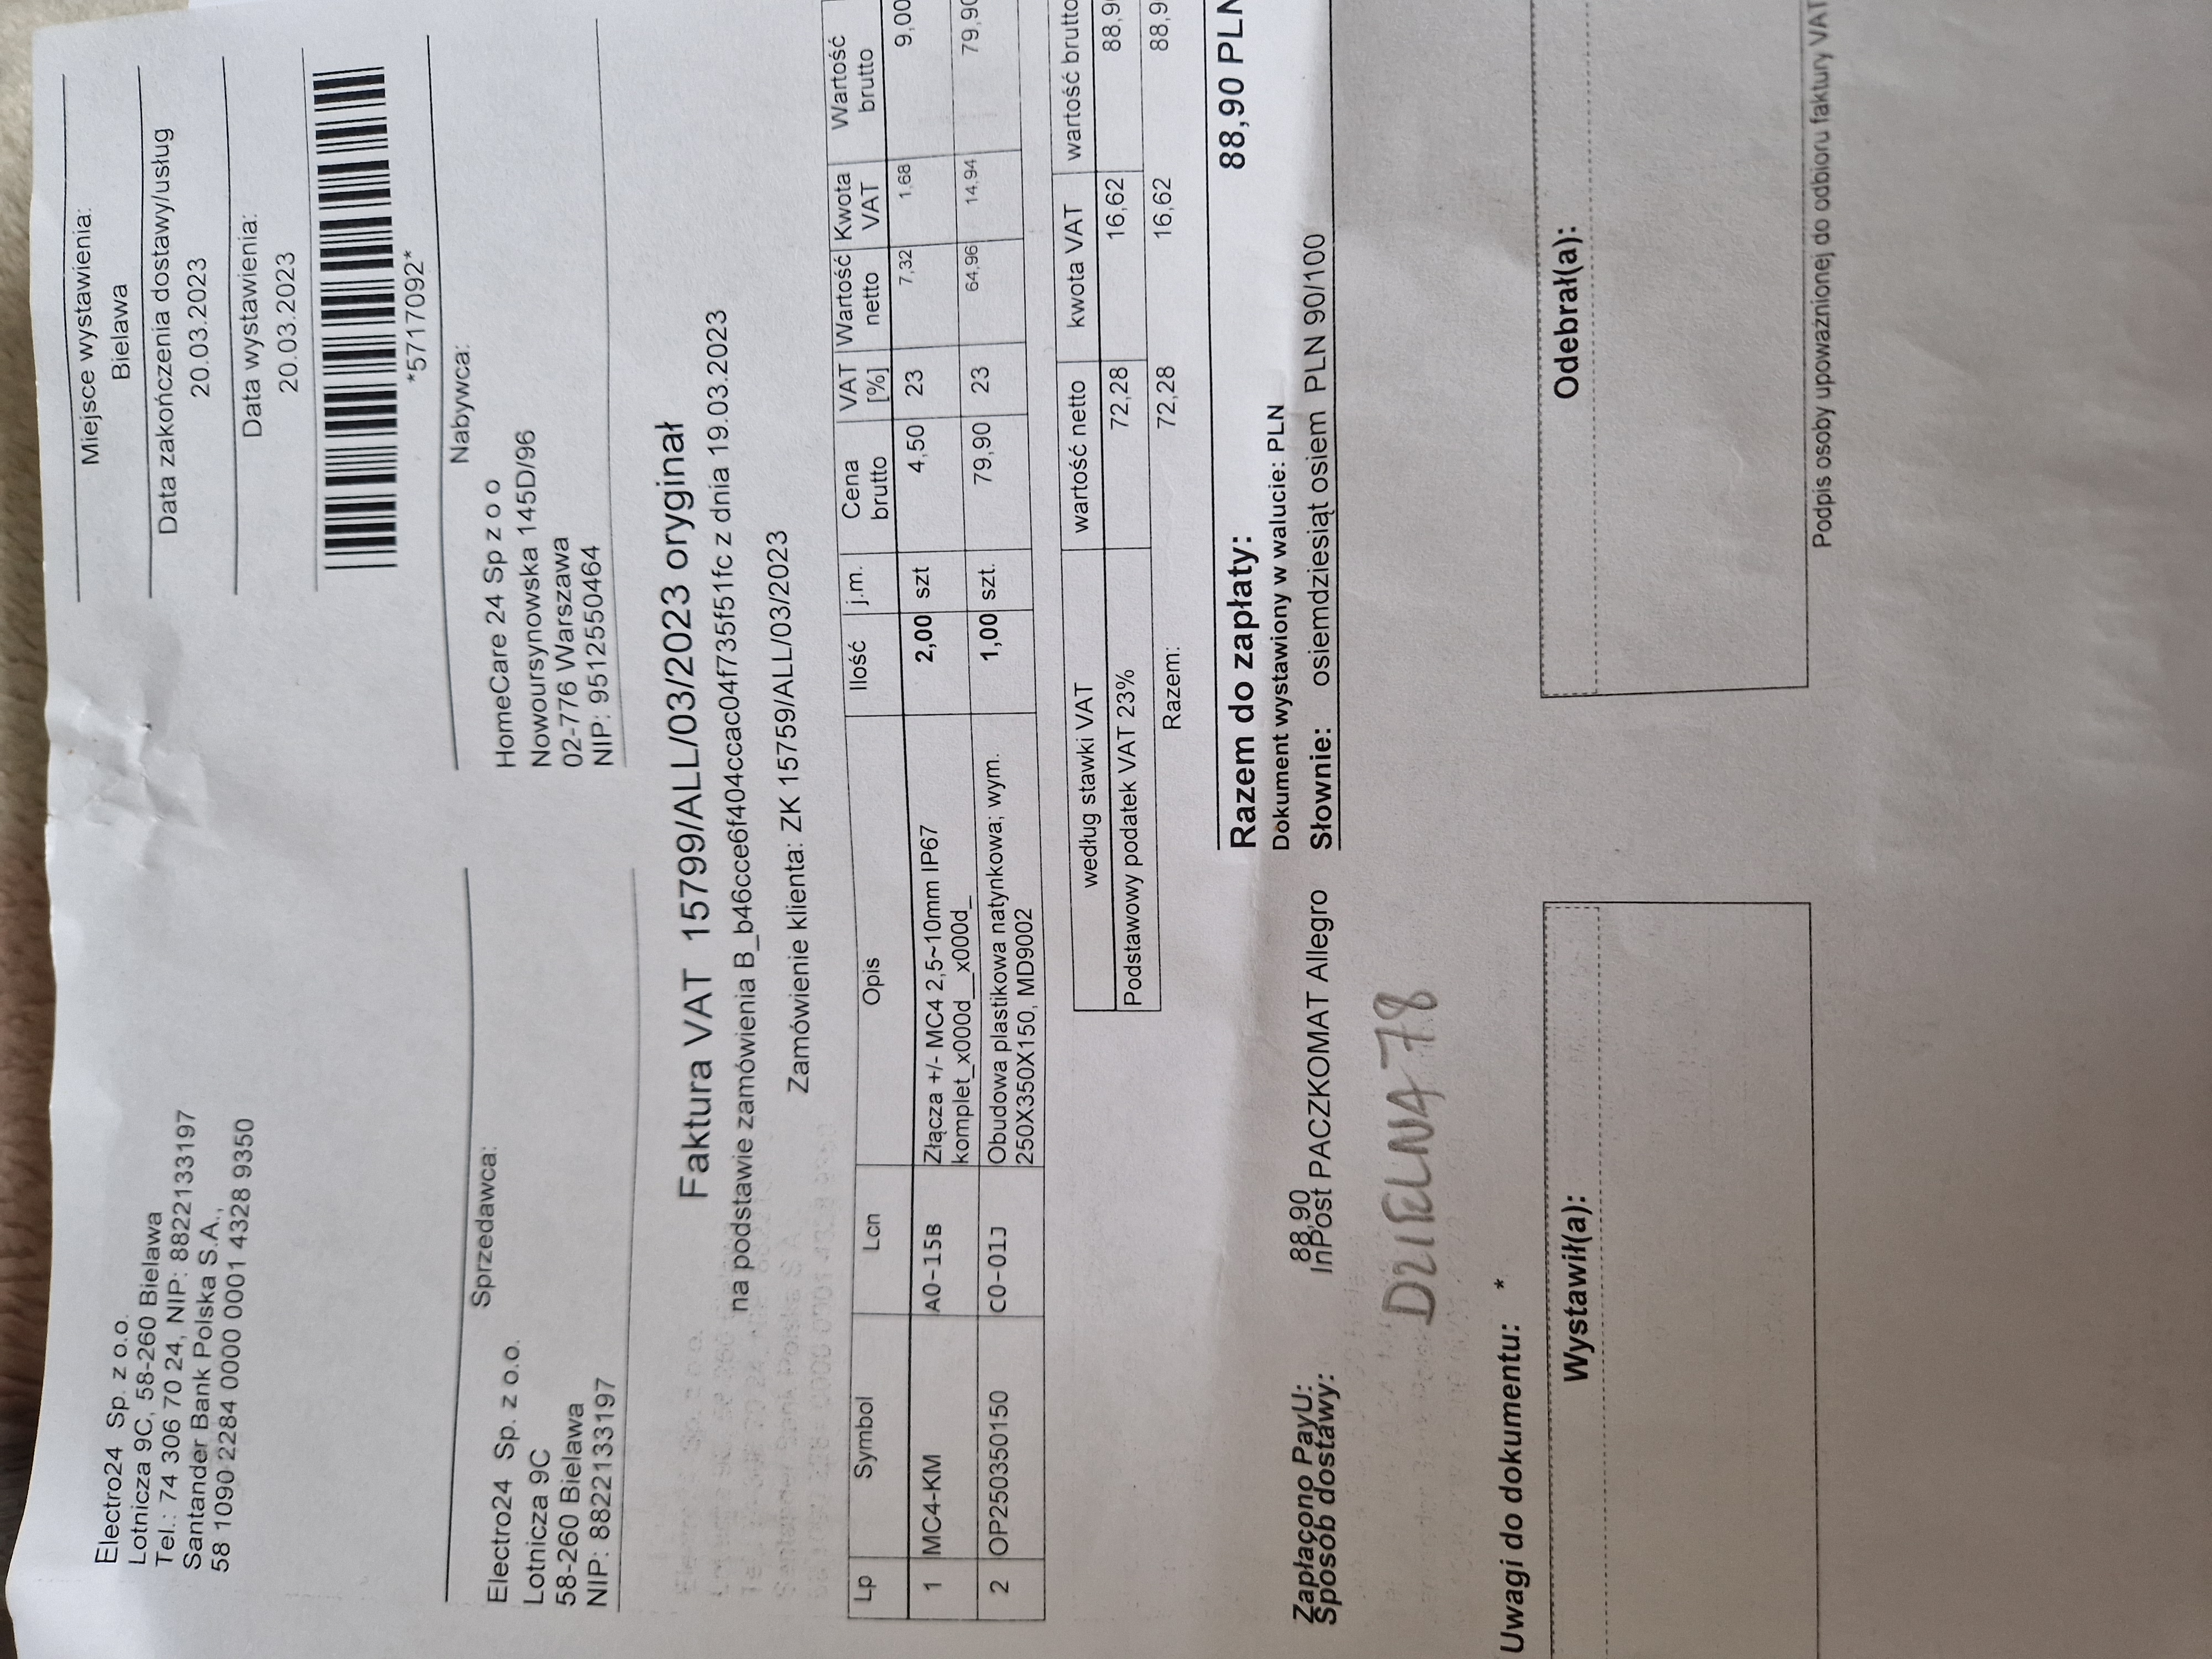 Electro24 Sp. z o.o.
Lotnicza 9C, 58-260 Bielawa
Tel.: 74 306 70 24, NIP: 8822133197
Santander Bank Polska S.A.,
58 1090 2284 0000 0001 4328 9350
Miejsce wystawienia:
Bielawa
Data zakończenia dostawy/usług
20.03.2023
Data wystawienia:
20.03.2023
*5717092*
Sprzedawca:
Electro24 Sp. z o.o.
Lotnicza 9C
58-260 Bielawa
NIP: 8822133197
Nabywca:
HomeCare 24 Sp z o o
Nowoursynowska 145D/96
02-776 Warszawa
NIP: 9512550464
Faktura VAT 15799/ALL/03/2023 oryginał
na podstawie zamówienia B_b46cce6f404ccac04f735f51fc z dnia 19.03.2023
Zamówienie klienta: ZK 15759/ALL/03/2023
Lp Symbol Lcn Opis Ilość j.m. Cena brutto VAT [%] Wartość netto Kwota VAT Wartość brutto
1 MC4-KM A0-15B Złącza +/- MC4 2,5~10mm IP67 2,00 szt 4,50 23 7,32 1,68 9,00
komplet_x000d__x000d_
2 OP250350150 C0-01J Obudowa plastikowa natynkowa; wym. 1,00 szt. 79,90 23 64,96 14,94 79,90
250X350X150, MD9002
według stawki VAT wartość netto kwota VAT wartość brutto
Podstawowy podatek VAT 23% 72,28 16,62 88,9
Razem: 72,28 16,62 88,9
Razem do zapłaty: 88,90 PLN
Dokument wystawiony w walucie: PLN
Słownie: osiemdziesiąt osiem PLN 90/100
Zapłacono PayU: 88,90
Sposób dostawy: InPost PACZKOMAT Allegro
DZIELNA 78
Uwagi do dokumentu: *
Wystawił(a):
Odebrał(a):
Podpis osoby upoważnionej do odbioru faktury VAT